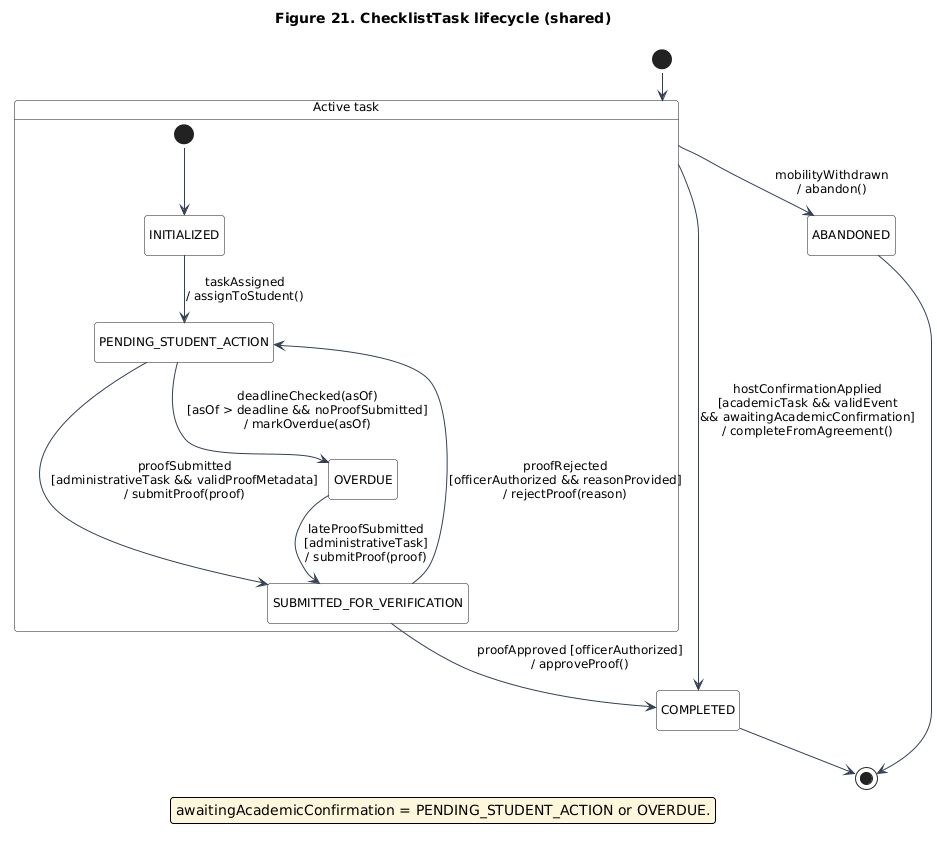 Figure 21. ChecklistTask lifecycle (shared)
Active task
mobilityWithdrawn
/ abandon()
INITIALIZED
ABANDONED
taskAssigned
/ assignToStudent()
PENDING_STUDENT_ACTION
deadlineChecked(asOf)
[asOf > deadline && noProofSubmitted]
/ markOverdue(asOf)
hostConfirmationApplied
[academicTask && validEvent
&& awaitingAcademicConfirmation]
/ completeFromAgreement()
proofSubmitted
[administrativeTask && validProofMetadata]
/ submitProof(proof)
OVERDUE
proofRejected
[officerAuthorized && reasonProvided]
/ rejectProof(reason)
lateProofSubmitted
[administrativeTask]
/ submitProof(proof)
SUBMITTED_FOR_VERIFICATION
proofApproved [officerAuthorized]
/ approveProof()
COMPLETED
awaitingAcademicConfirmation = PENDING_STUDENT_ACTION or OVERDUE.